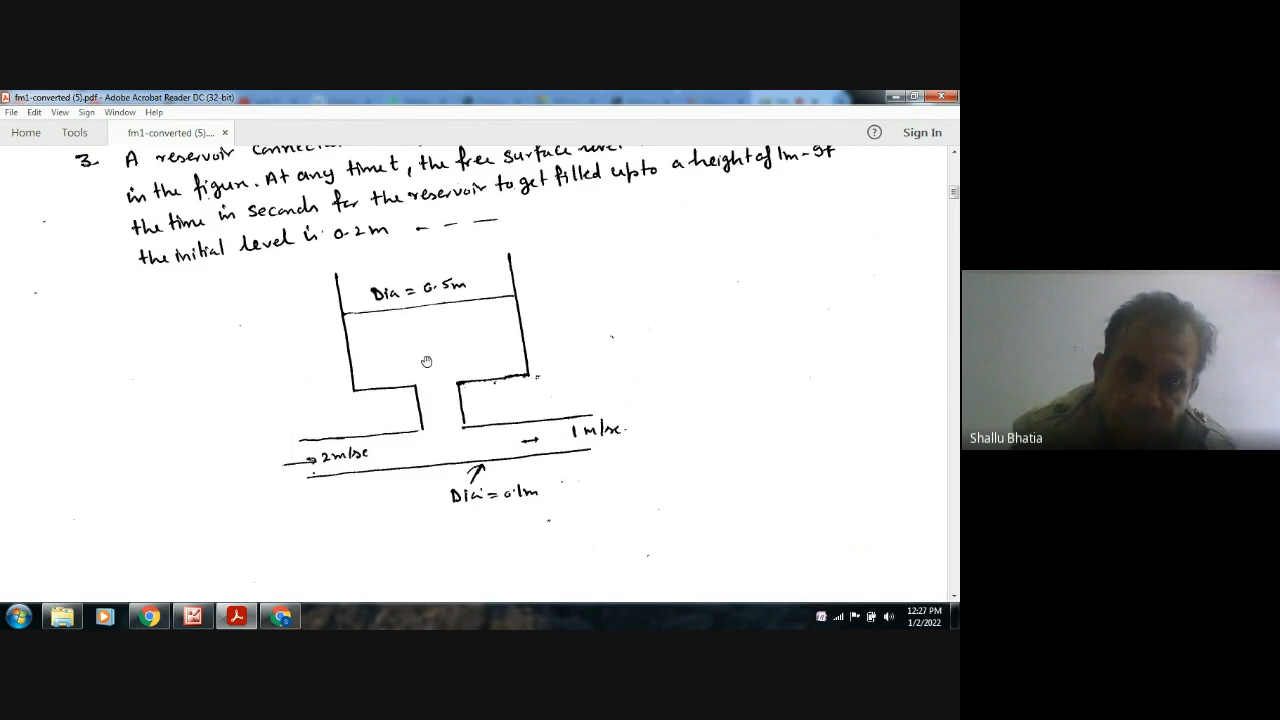 fm1-converted (5).pdf - Adobe Acrobat Reader DC (32-bit)
File Edit View Sign Window Help
Home Tools fm1-converted (5).... × Sign In
3. A reservoir
in the figure. At any time t, the free surface level
the time in seconds for the reservoir to get filled upto a height of 1m - If
the initial level is 0.2m - - -
Dia = 0.5m
1 m/sec.
2m/sec
Dia = 0.1m
Shallu Bhatia
12:27 PM
1/2/2022